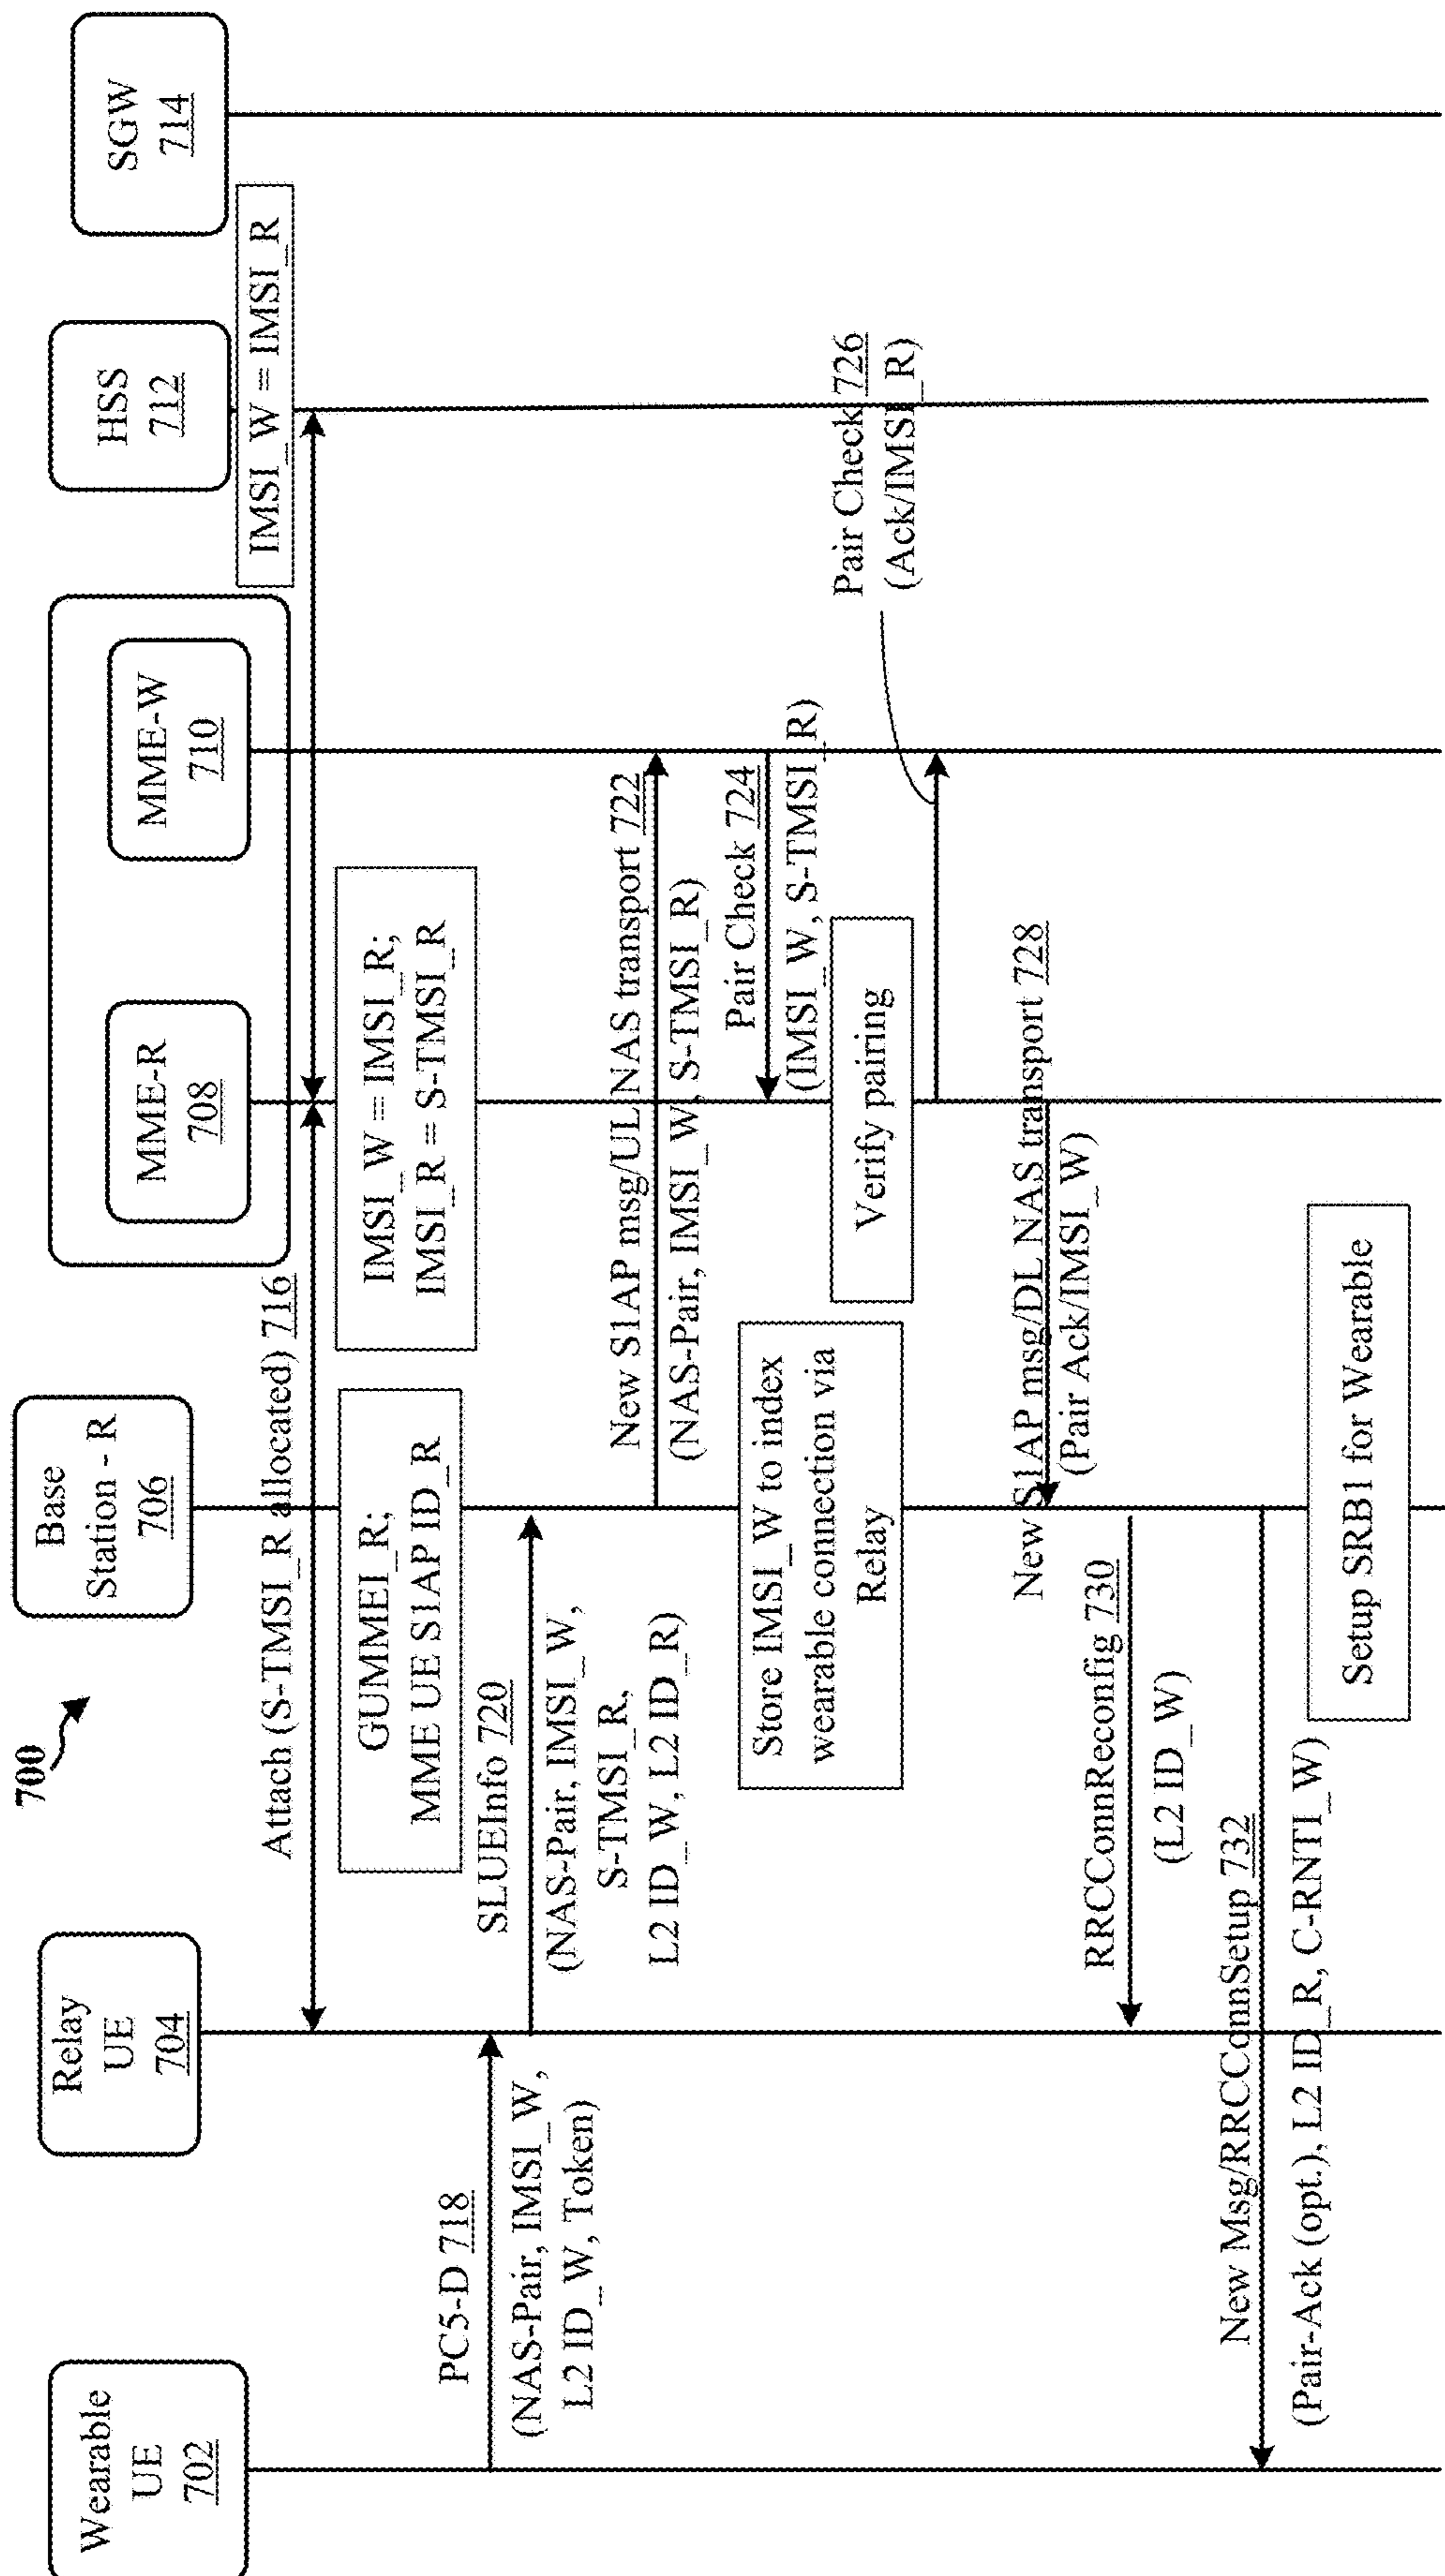 700
Wearable
UE
702
Relay
UE
704
Base
Station - R
706
MME-R
708
MME-W
710
HSS
712
SGW
714
IMSI_W = IMSI_R
Attach (S-TMSI_R allocated) 716
GUMMEI_R;
MME UE S1AP ID_R
IMSI_W = IMSI_R;
IMSI_R = S-TMSI_R
PC5-D 718
(NAS-Pair, IMSI_W,
L2 ID_W, Token)
SLUEInfo 720
(NAS-Pair, IMSI_W,
S-TMSI_R,
L2 ID_W, L2 ID_R)
New S1AP msg/UL NAS transport 722
(NAS-Pair, IMSI_W, S-TMSI_R)
Pair Check 724
(IMSI_W, S-TMSI_R)
Store IMSI_W to index
wearable connection via
Relay
Verify pairing
Pair Check 726
(Ack/IMSI_R)
New S1AP msg/DL NAS transport 728
(Pair Ack/IMSI_W)
RRCConnReconfig 730
(L2 ID_W)
New Msg/RRCConnSetup 732
(Pair-Ack (opt.), L2 ID_R, C-RNTI_W)
Setup SRB1 for Wearable